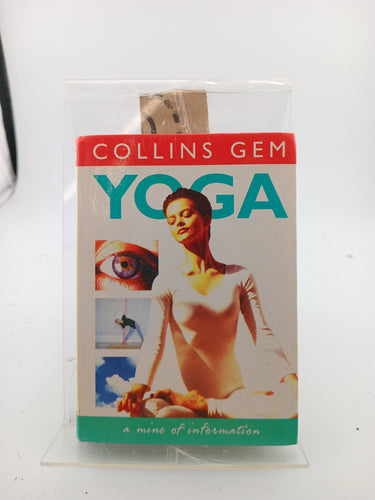 COLLINS GEM
YOGA
a mine of information